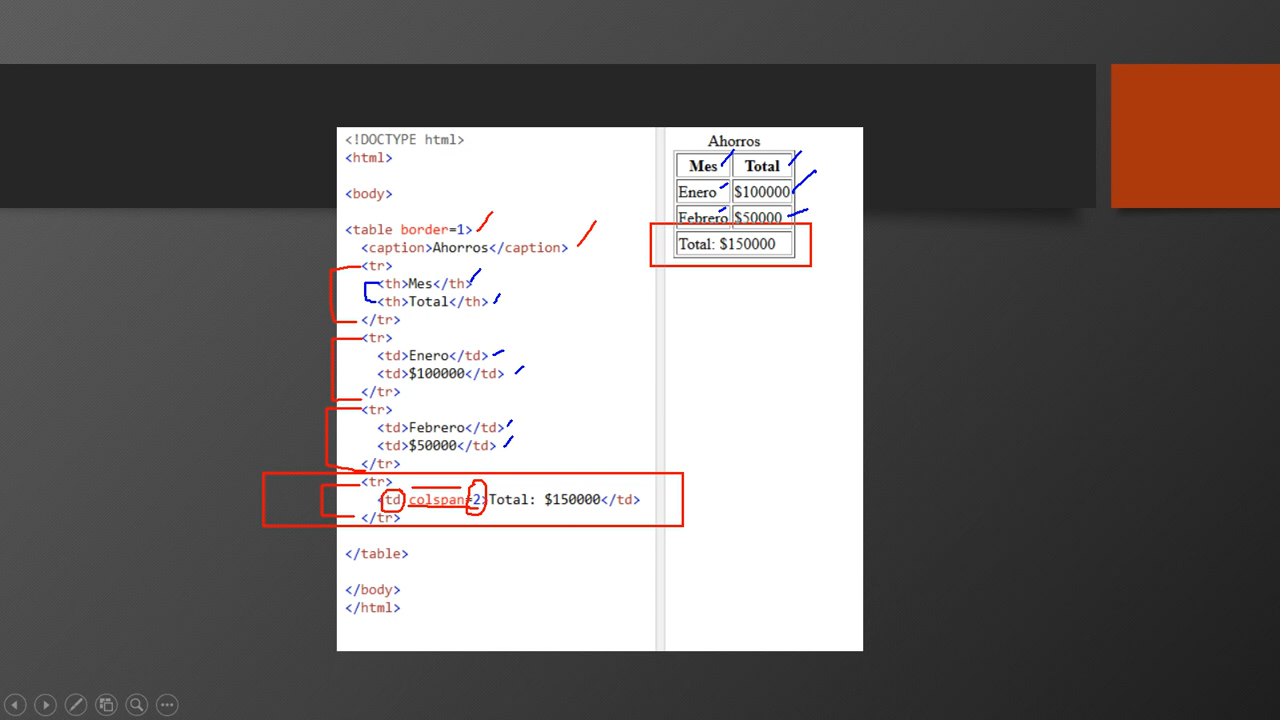 <!DOCTYPE html>
<html>
<body>
<table border=1>
<caption>Ahorros</caption>
<tr>
<th>Mes</th>
<th>Total</th>
</tr>
<tr>
<td>Enero</td>
<td>$100000</td>
</tr>
<tr>
<td>Febrero</td>
<td>$50000</td>
</tr>
<tr>
<td colspan=2>Total: $150000</td>
</tr>
</table>
</body>
</html>
Ahorros
Mes Total
Enero $100000
Febrero $50000
Total: $150000